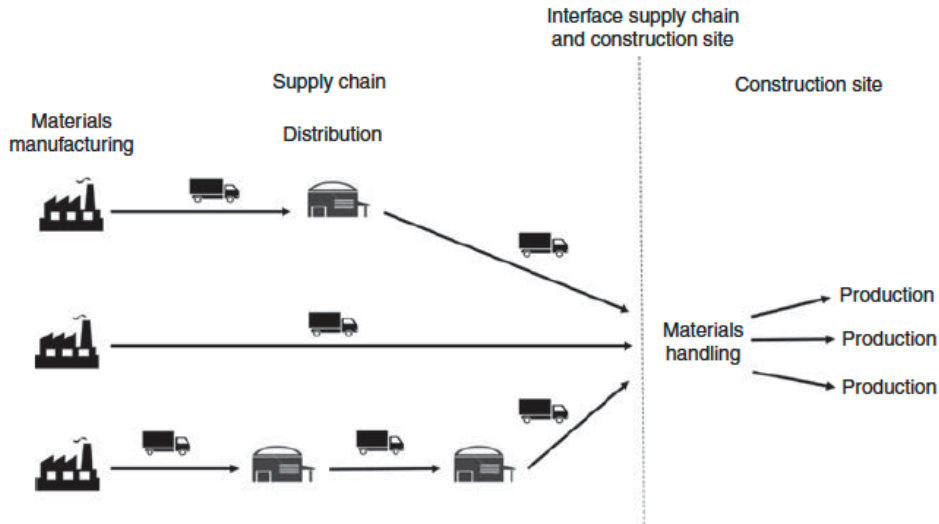 Interface supply chain
and construction site
Supply chain
Construction site
Materials
manufacturing
Distribution
Production
Materials
handling
Production
Production